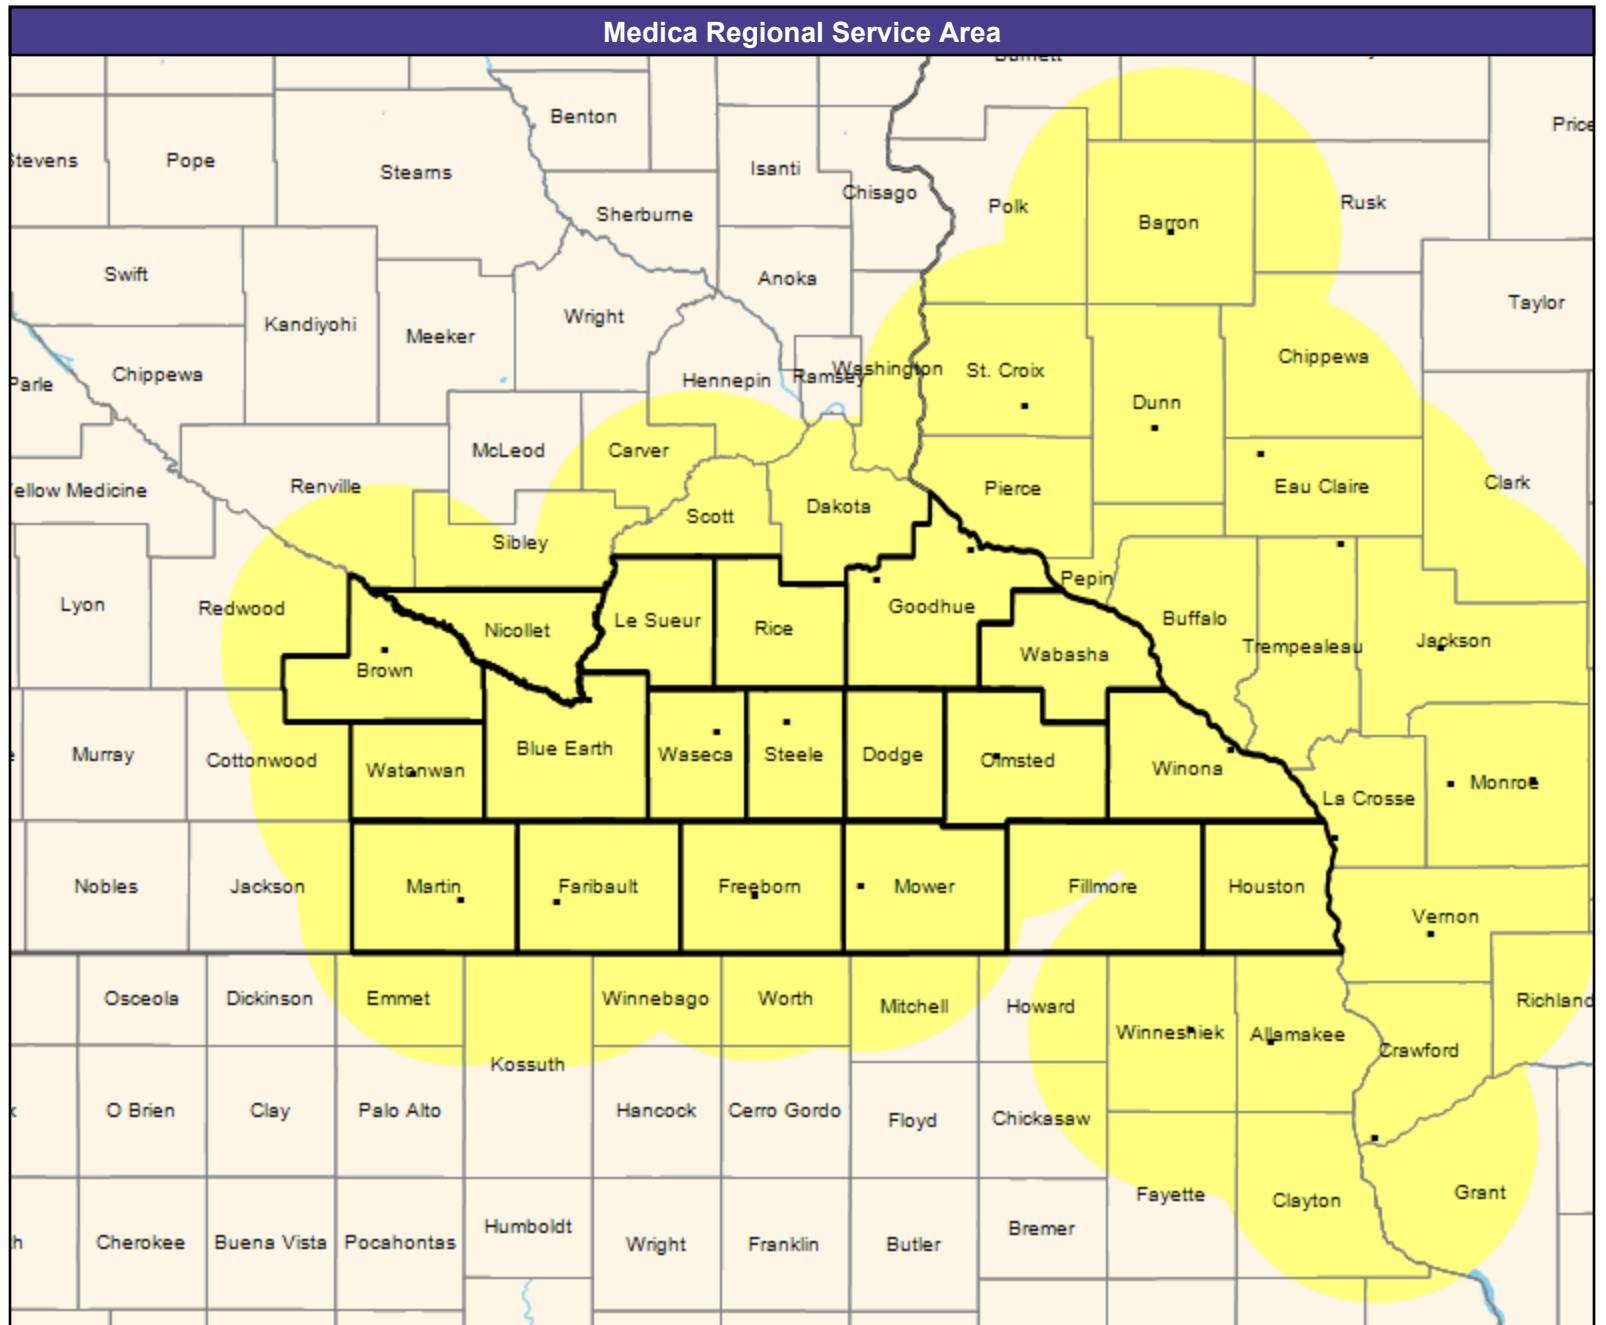 Medica Regional Service Area
Benton
Price
Stevens
Pope
Stearns
Isanti
Chisago
Sherburne
Polk
Barron
Rusk
Swift
Anoka
Taylor
Kandiyohi
Wright
Meeker
Chippewa
Parle
Chippewa
Hennepin
Ramsey
Washington
St. Croix
Dunn
McLeod
Carver
Renville
ellow Medicine
Pierce
Eau Claire
Clark
Scott
Dakota
Sibley
Lyon
Redwood
Nicollet
Le Sueur
Rice
Goodhue
Pepin
Buffalo
Trempealeau
Jackson
Brown
Wabasha
Murray
Cottonwood
Watonwan
Blue Earth
Waseca
Steele
Dodge
Olmsted
Winona
La Crosse
Monroe
Nobles
Jackson
Martin
Faribault
Freeborn
Mower
Fillmore
Houston
Vernon
Osceola
Dickinson
Emmet
Winnebago
Worth
Mitchell
Howard
Richland
Winneshiek
Allamakee
Crawford
Kossuth
O Brien
Clay
Palo Alto
Hancock
Cerro Gordo
Floyd
Chickasaw
Fayette
Clayton
Grant
Cherokee
Buena Vista
Pocahontas
Humboldt
Wright
Franklin
Butler
Bremer